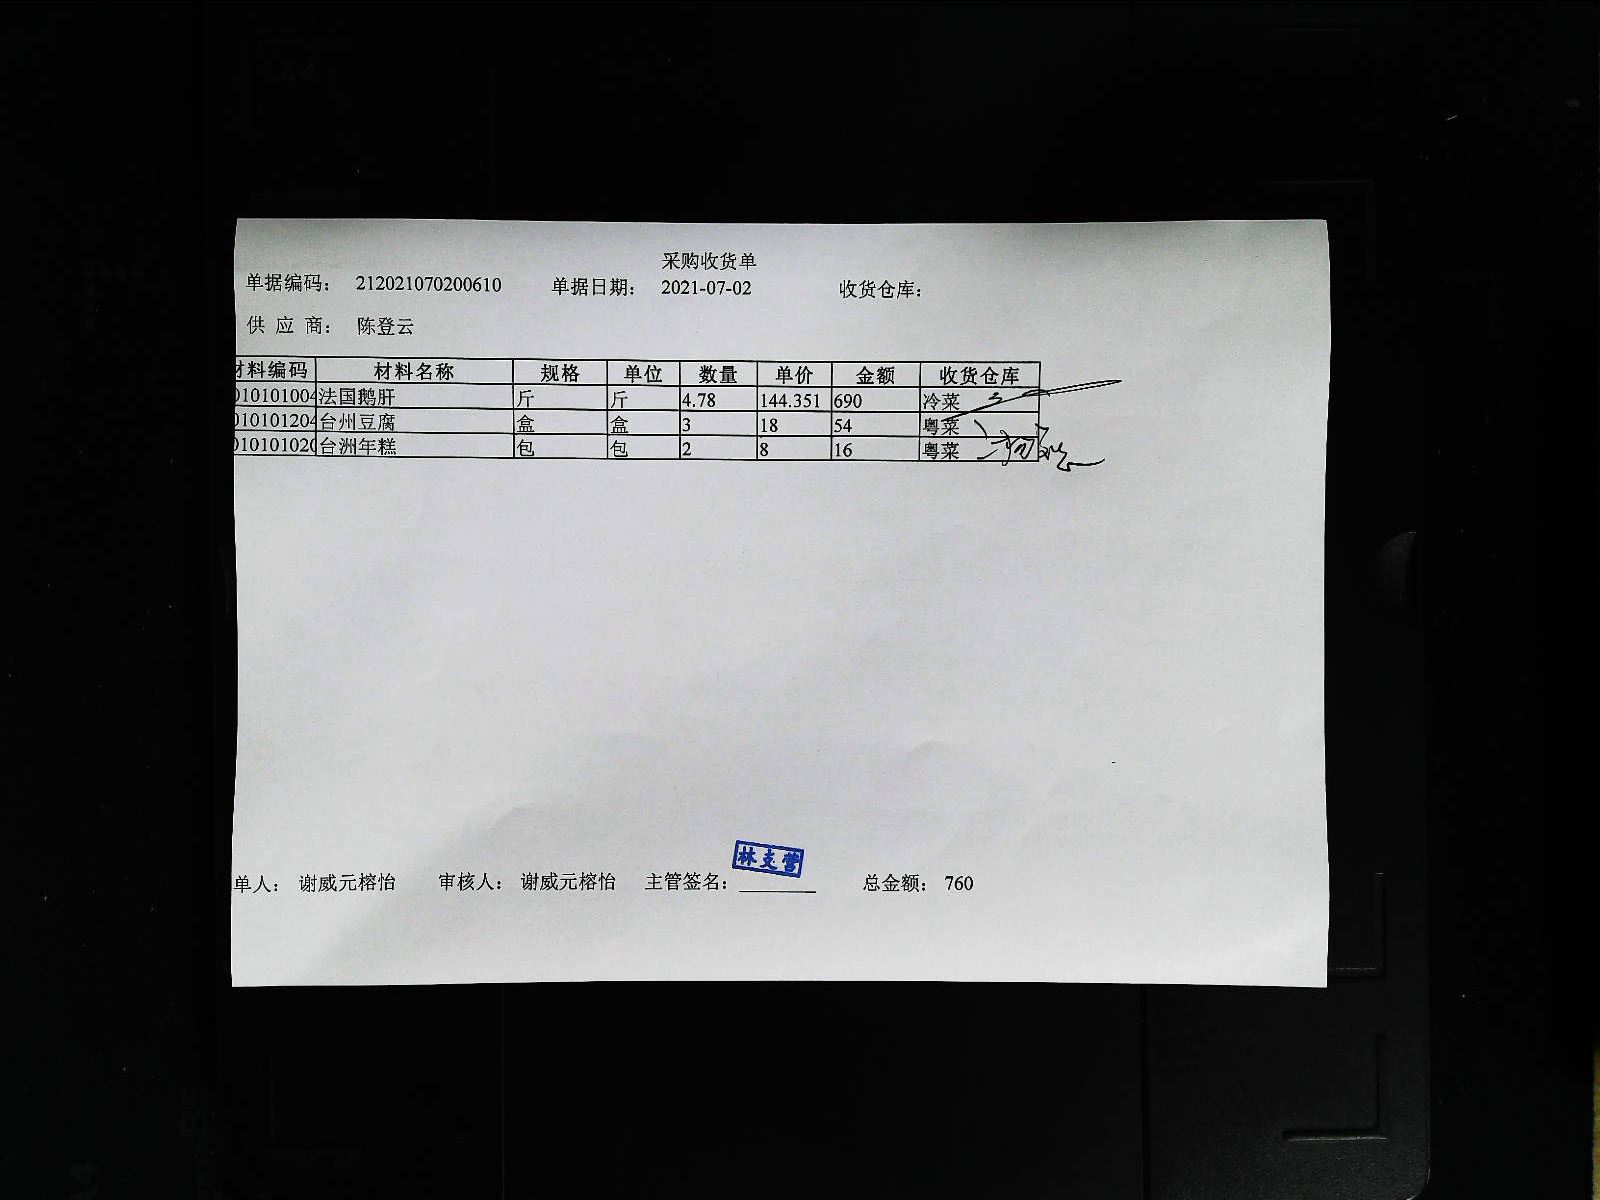 采购收货单
单据编码： 212021070200610 单据日期： 2021-07-02 收货仓库：
供 应 商： 陈登云
材料编码 材料名称 规格 单位 数量 单价 金额 收货仓库
010101004 法国鹅肝 斤 斤 4.78 144.351 690 冷菜
010101204 台州豆腐 盒 盒 3 18 54 粤菜
010101020 台洲年糕 包 包 2 8 16 粤菜
林支营
单人： 谢威元榕怡 审核人： 谢威元榕怡 主管签名： 总金额： 760